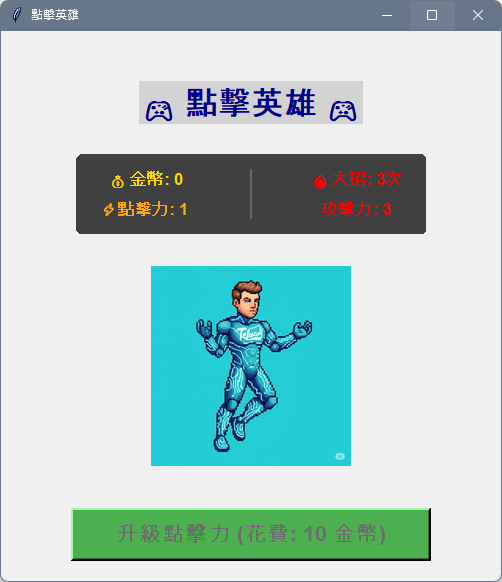 點擊英雄
🎮 點擊英雄 🎮
💰 金幣: 0
⚡點擊力: 1
🔥 大招: 3次
攻擊力: 3
升級點擊力 (花費: 10 金幣)